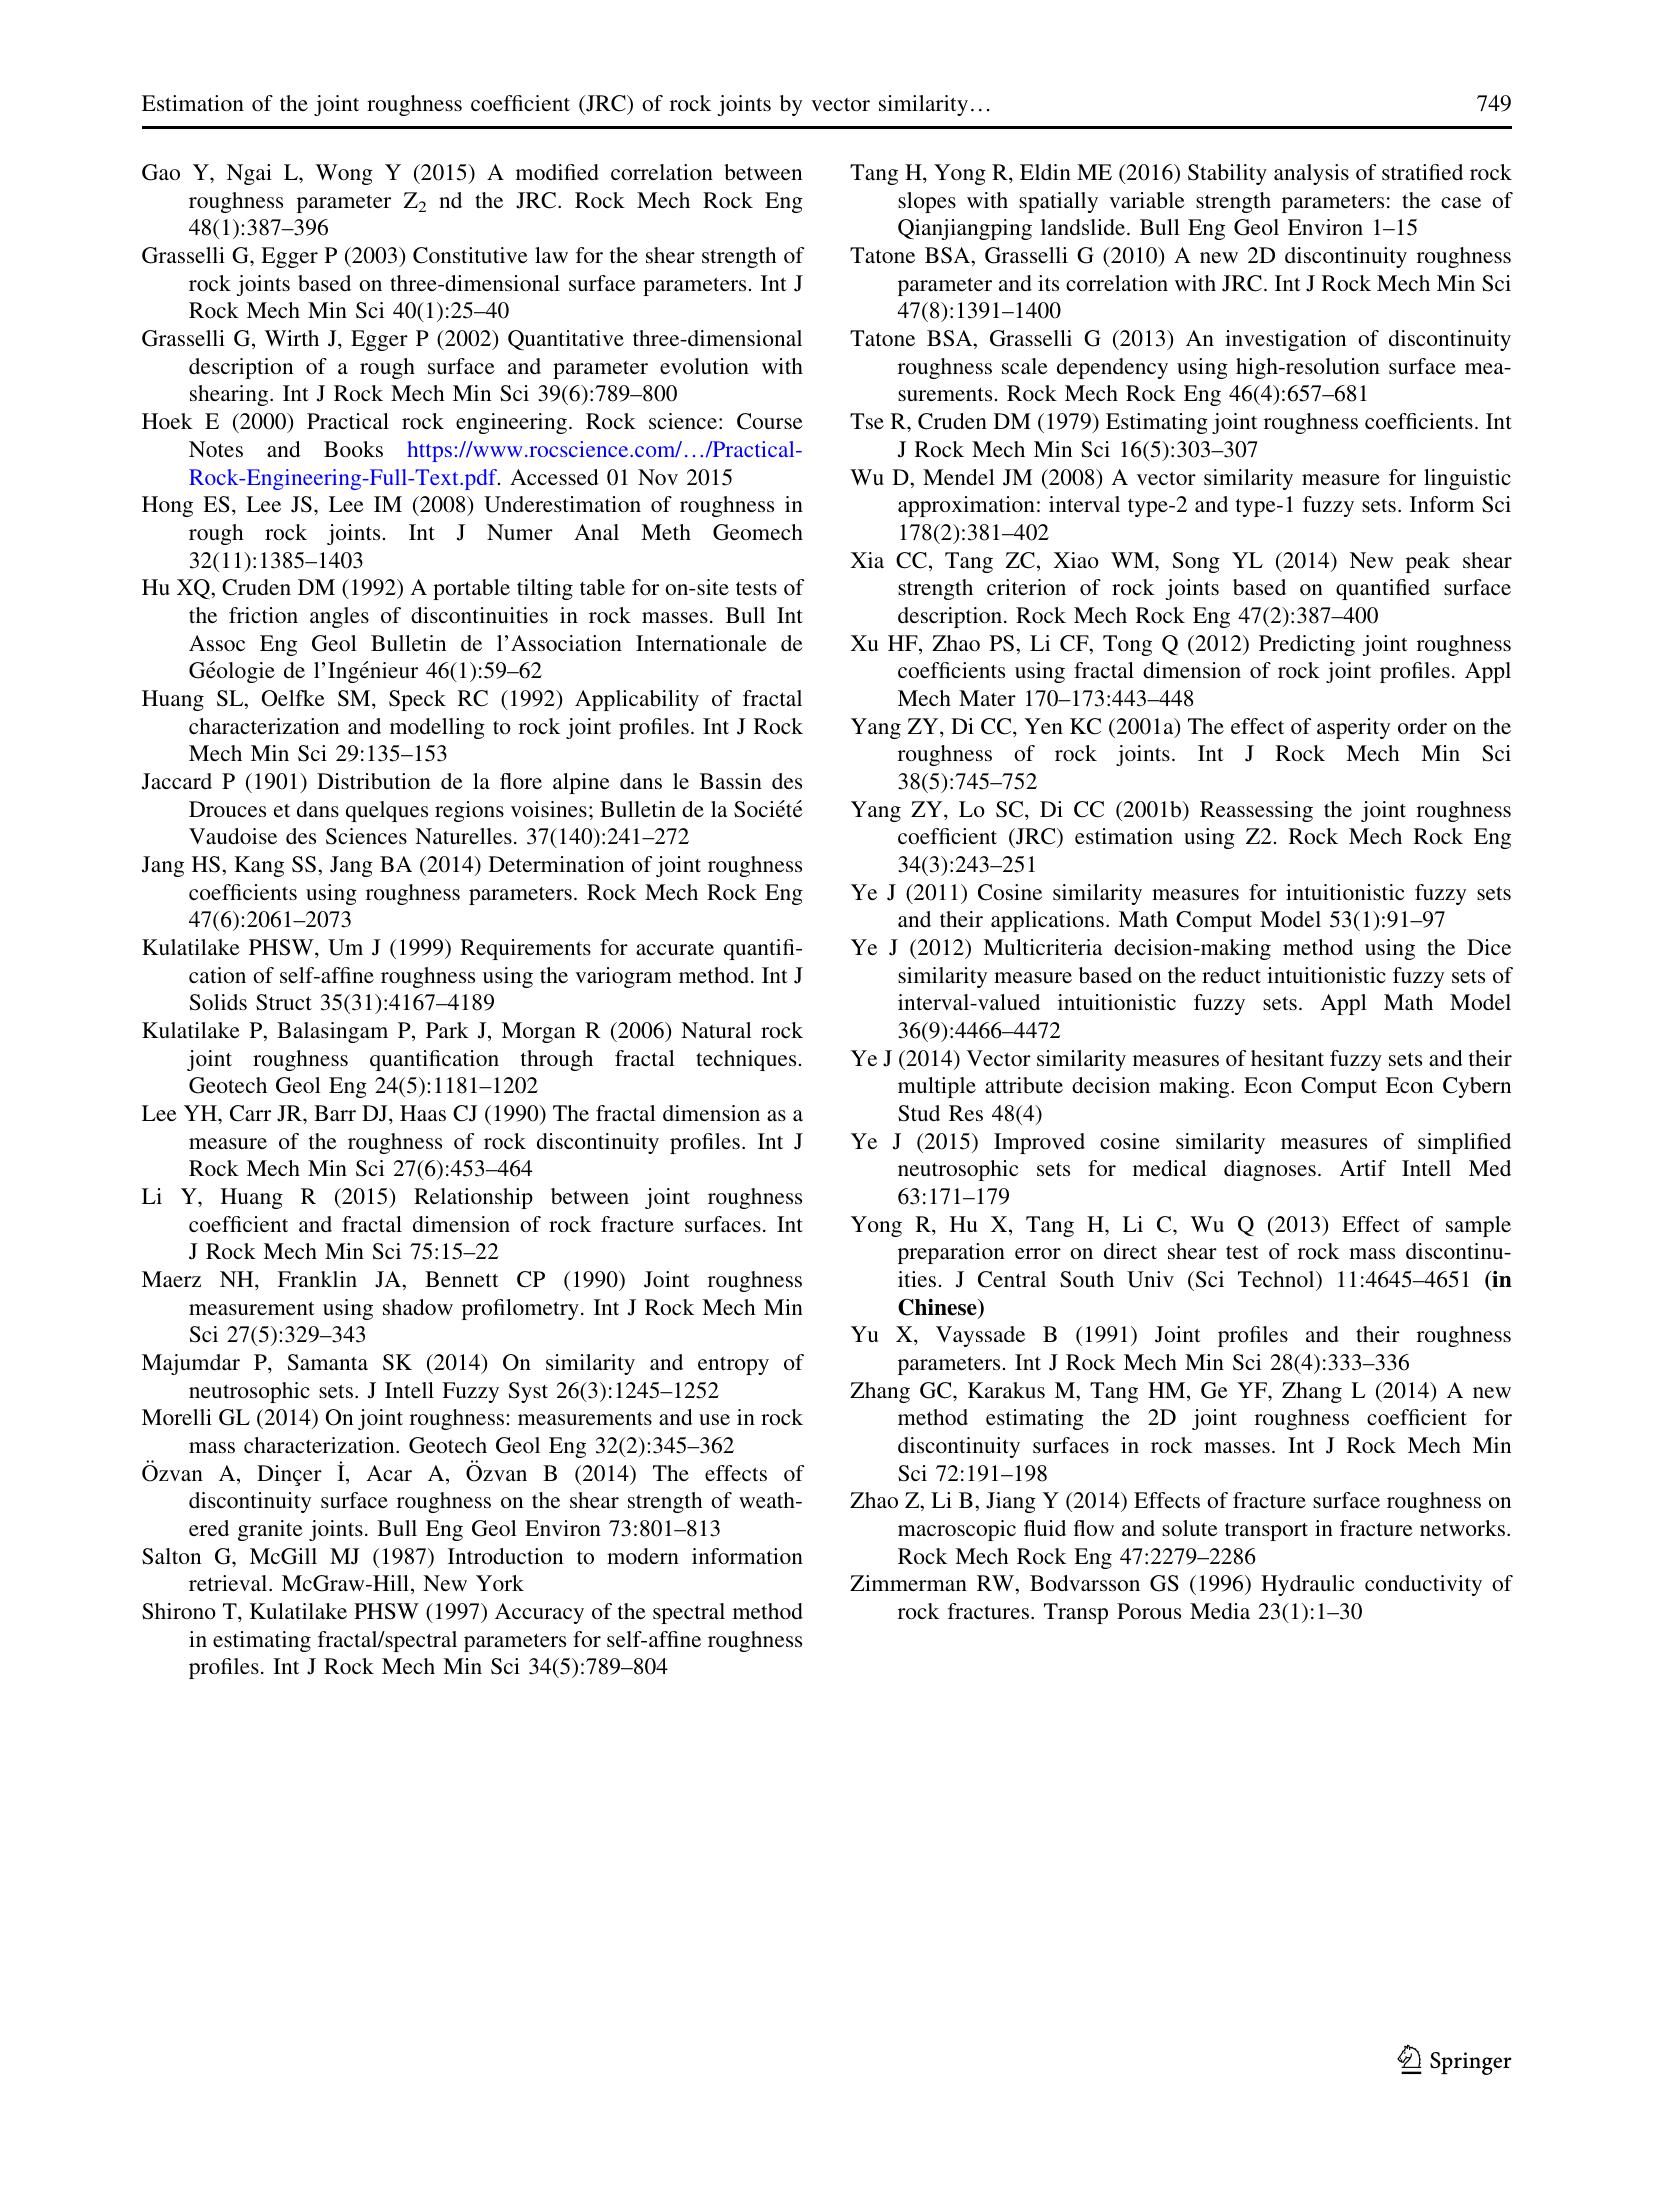 Estimation of the joint roughness coefficient (JRC) of rock joints by vector similarity… 749
Gao Y, Ngai L, Wong Y (2015) A modified correlation between
roughness parameter Z₂ nd the JRC. Rock Mech Rock Eng
48(1):387–396
Grasselli G, Egger P (2003) Constitutive law for the shear strength of
rock joints based on three-dimensional surface parameters. Int J
Rock Mech Min Sci 40(1):25–40
Grasselli G, Wirth J, Egger P (2002) Quantitative three-dimensional
description of a rough surface and parameter evolution with
shearing. Int J Rock Mech Min Sci 39(6):789–800
Hoek E (2000) Practical rock engineering. Rock science: Course
Notes and Books https://www.rocscience.com/…/Practical-
Rock-Engineering-Full-Text.pdf. Accessed 01 Nov 2015
Hong ES, Lee JS, Lee IM (2008) Underestimation of roughness in
rough rock joints. Int J Numer Anal Meth Geomech
32(11):1385–1403
Hu XQ, Cruden DM (1992) A portable tilting table for on-site tests of
the friction angles of discontinuities in rock masses. Bull Int
Assoc Eng Geol Bulletin de l'Association Internationale de
Géologie de l'Ingénieur 46(1):59–62
Huang SL, Oelfke SM, Speck RC (1992) Applicability of fractal
characterization and modelling to rock joint profiles. Int J Rock
Mech Min Sci 29:135–153
Jaccard P (1901) Distribution de la flore alpine dans le Bassin des
Drouces et dans quelques regions voisines; Bulletin de la Société
Vaudoise des Sciences Naturelles. 37(140):241–272
Jang HS, Kang SS, Jang BA (2014) Determination of joint roughness
coefficients using roughness parameters. Rock Mech Rock Eng
47(6):2061–2073
Kulatilake PHSW, Um J (1999) Requirements for accurate quantifi-
cation of self-affine roughness using the variogram method. Int J
Solids Struct 35(31):4167–4189
Kulatilake P, Balasingam P, Park J, Morgan R (2006) Natural rock
joint roughness quantification through fractal techniques.
Geotech Geol Eng 24(5):1181–1202
Lee YH, Carr JR, Barr DJ, Haas CJ (1990) The fractal dimension as a
measure of the roughness of rock discontinuity profiles. Int J
Rock Mech Min Sci 27(6):453–464
Li Y, Huang R (2015) Relationship between joint roughness
coefficient and fractal dimension of rock fracture surfaces. Int
J Rock Mech Min Sci 75:15–22
Maerz NH, Franklin JA, Bennett CP (1990) Joint roughness
measurement using shadow profilometry. Int J Rock Mech Min
Sci 27(5):329–343
Majumdar P, Samanta SK (2014) On similarity and entropy of
neutrosophic sets. J Intell Fuzzy Syst 26(3):1245–1252
Morelli GL (2014) On joint roughness: measurements and use in rock
mass characterization. Geotech Geol Eng 32(2):345–362
Özvan A, Dinçer İ, Acar A, Özvan B (2014) The effects of
discontinuity surface roughness on the shear strength of weath-
ered granite joints. Bull Eng Geol Environ 73:801–813
Salton G, McGill MJ (1987) Introduction to modern information
retrieval. McGraw-Hill, New York
Shirono T, Kulatilake PHSW (1997) Accuracy of the spectral method
in estimating fractal/spectral parameters for self-affine roughness
profiles. Int J Rock Mech Min Sci 34(5):789–804
Tang H, Yong R, Eldin ME (2016) Stability analysis of stratified rock
slopes with spatially variable strength parameters: the case of
Qianjiangping landslide. Bull Eng Geol Environ 1–15
Tatone BSA, Grasselli G (2010) A new 2D discontinuity roughness
parameter and its correlation with JRC. Int J Rock Mech Min Sci
47(8):1391–1400
Tatone BSA, Grasselli G (2013) An investigation of discontinuity
roughness scale dependency using high-resolution surface mea-
surements. Rock Mech Rock Eng 46(4):657–681
Tse R, Cruden DM (1979) Estimating joint roughness coefficients. Int
J Rock Mech Min Sci 16(5):303–307
Wu D, Mendel JM (2008) A vector similarity measure for linguistic
approximation: interval type-2 and type-1 fuzzy sets. Inform Sci
178(2):381–402
Xia CC, Tang ZC, Xiao WM, Song YL (2014) New peak shear
strength criterion of rock joints based on quantified surface
description. Rock Mech Rock Eng 47(2):387–400
Xu HF, Zhao PS, Li CF, Tong Q (2012) Predicting joint roughness
coefficients using fractal dimension of rock joint profiles. Appl
Mech Mater 170–173:443–448
Yang ZY, Di CC, Yen KC (2001a) The effect of asperity order on the
roughness of rock joints. Int J Rock Mech Min Sci
38(5):745–752
Yang ZY, Lo SC, Di CC (2001b) Reassessing the joint roughness
coefficient (JRC) estimation using Z2. Rock Mech Rock Eng
34(3):243–251
Ye J (2011) Cosine similarity measures for intuitionistic fuzzy sets
and their applications. Math Comput Model 53(1):91–97
Ye J (2012) Multicriteria decision-making method using the Dice
similarity measure based on the reduct intuitionistic fuzzy sets of
interval-valued intuitionistic fuzzy sets. Appl Math Model
36(9):4466–4472
Ye J (2014) Vector similarity measures of hesitant fuzzy sets and their
multiple attribute decision making. Econ Comput Econ Cybern
Stud Res 48(4)
Ye J (2015) Improved cosine similarity measures of simplified
neutrosophic sets for medical diagnoses. Artif Intell Med
63:171–179
Yong R, Hu X, Tang H, Li C, Wu Q (2013) Effect of sample
preparation error on direct shear test of rock mass discontinu-
ities. J Central South Univ (Sci Technol) 11:4645–4651 (in
Chinese)
Yu X, Vayssade B (1991) Joint profiles and their roughness
parameters. Int J Rock Mech Min Sci 28(4):333–336
Zhang GC, Karakus M, Tang HM, Ge YF, Zhang L (2014) A new
method estimating the 2D joint roughness coefficient for
discontinuity surfaces in rock masses. Int J Rock Mech Min
Sci 72:191–198
Zhao Z, Li B, Jiang Y (2014) Effects of fracture surface roughness on
macroscopic fluid flow and solute transport in fracture networks.
Rock Mech Rock Eng 47:2279–2286
Zimmerman RW, Bodvarsson GS (1996) Hydraulic conductivity of
rock fractures. Transp Porous Media 23(1):1–30
Springer